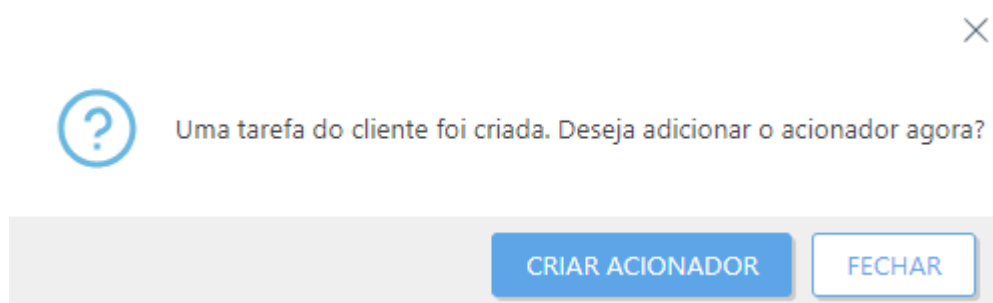 Uma tarefa do cliente foi criada. Deseja adicionar o acionador agora?
CRIAR ACIONADOR
FECHAR